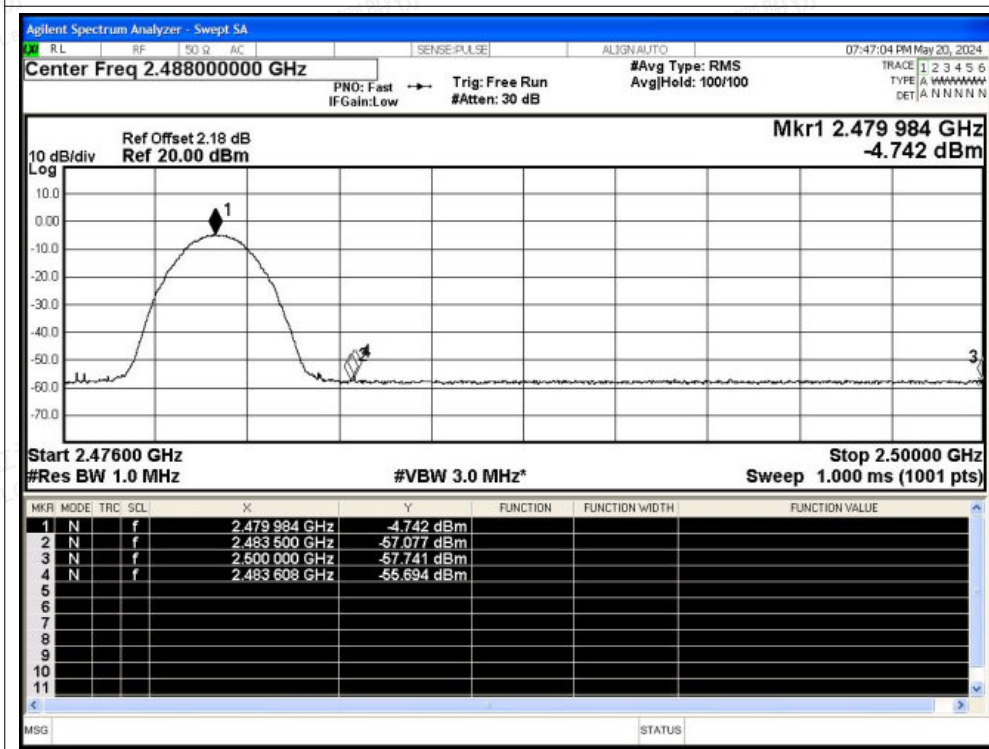 Agilent Spectrum Analyzer - Swept SA
LXI RL RF 50 Ω AC SENSE:PULSE ALIGN AUTO 07:47:04 PM May 20, 2024
Center Freq 2.488000000 GHz
PNO: Fast
IFGain:Low
Trig: Free Run
#Atten: 30 dB
#Avg Type: RMS
Avg|Hold: 100/100
TRACE 1 2 3 4 5 6
TYPE A WWWWW
DET A N N N N N
Mkr1 2.479 984 GHz
-4.742 dBm
Ref Offset 2.18 dB
10 dB/div Ref 20.00 dBm
Log
10.0
0.00
-10.0
-20.0
-30.0
-40.0
-50.0
-60.0
-70.0
1
2
4
3
Start 2.47600 GHz Stop 2.50000 GHz
#Res BW 1.0 MHz #VBW 3.0 MHz* Sweep 1.000 ms (1001 pts)
MKR MODE TRC SCL X Y FUNCTION FUNCTION WIDTH FUNCTION VALUE
1 N f 2.479 984 GHz -4.742 dBm
2 N f 2.483 500 GHz -57.077 dBm
3 N f 2.500 000 GHz -57.741 dBm
4 N f 2.483 608 GHz -55.694 dBm
5
6
7
8
9
10
11
MSG STATUS